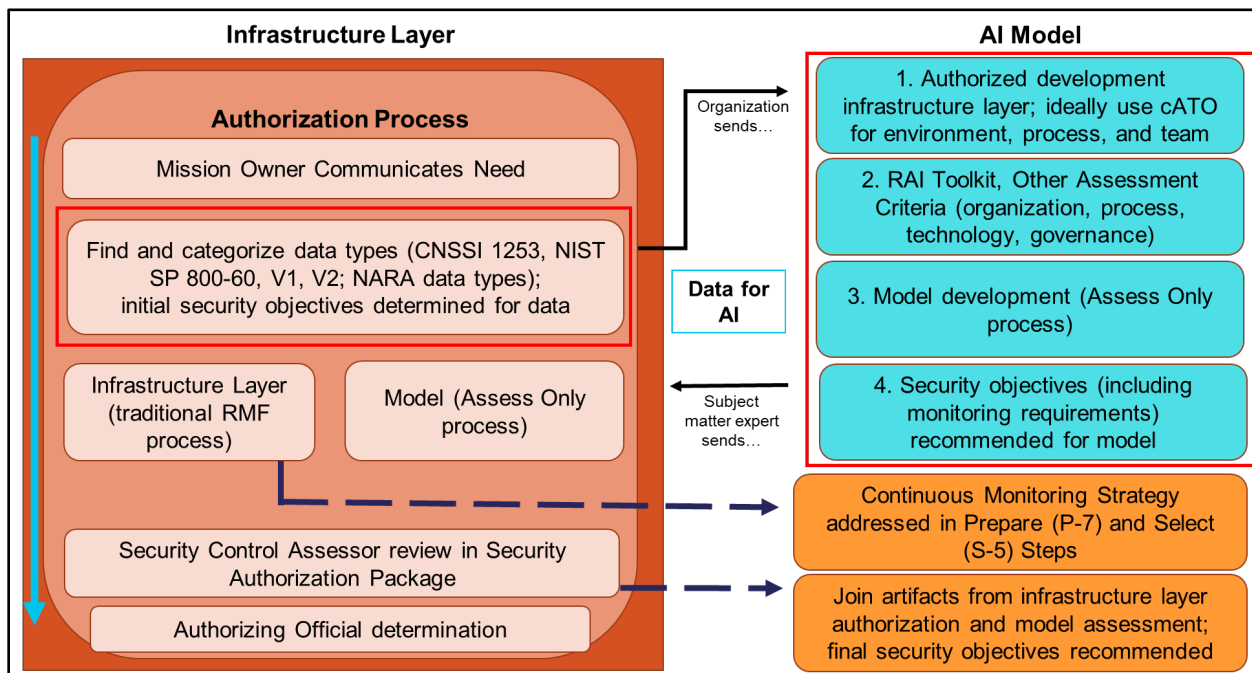 Infrastructure Layer
Authorization Process
Mission Owner Communicates Need
Find and categorize data types (CNSSI 1253, NIST
SP 800-60, V1, V2; NARA data types);
initial security objectives determined for data
Infrastructure Layer
(traditional RMF
process)
Model (Assess Only
process)
Security Control Assessor review in Security
Authorization Package
Authorizing Official determination
Organization
sends…
Data for
AI
Subject
matter expert
sends…
AI Model
1. Authorized development
infrastructure layer; ideally use cATO
for environment, process, and team
2. RAI Toolkit, Other Assessment
Criteria (organization, process,
technology, governance)
3. Model development (Assess Only
process)
4. Security objectives (including
monitoring requirements)
recommended for model
Continuous Monitoring Strategy
addressed in Prepare (P-7) and Select
(S-5) Steps
Join artifacts from infrastructure layer
authorization and model assessment;
final security objectives recommended